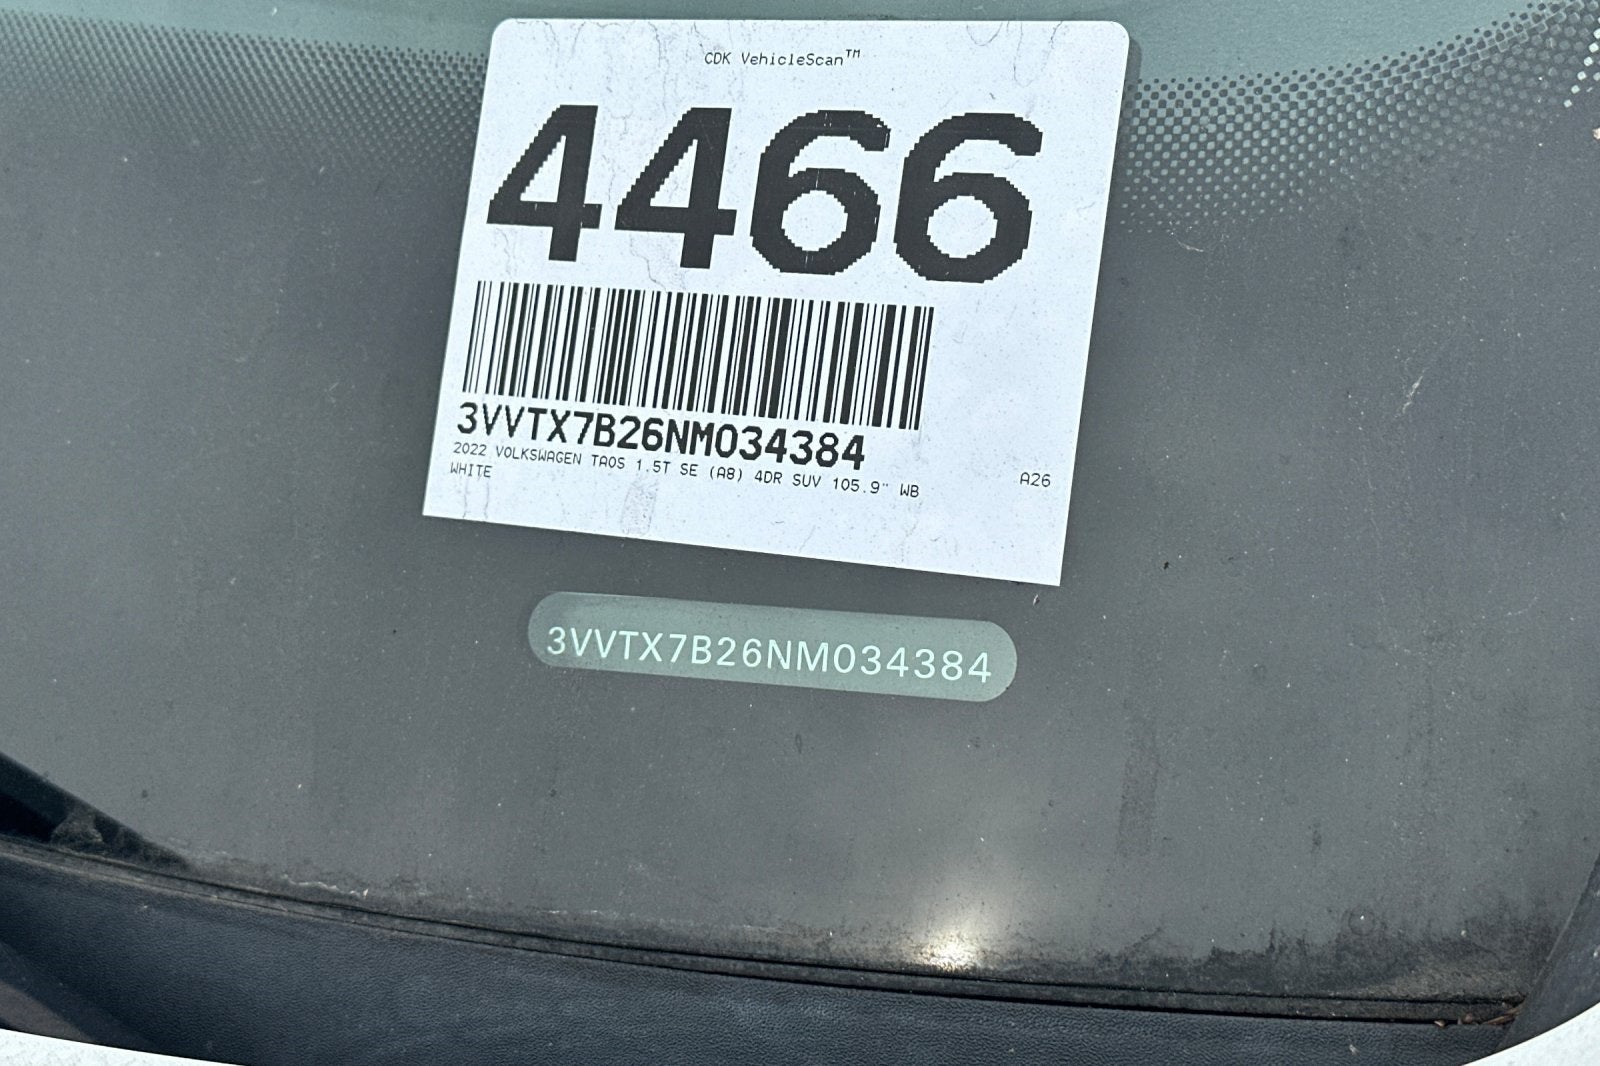 CDK VehicleScan™
4466
3VVTX7B26NM034384
2022 VOLKSWAGEN TAOS 1.5T SE (A8) 4DR SUV 105.9" WB
WHITE
A26
3VVTX7B26NM034384